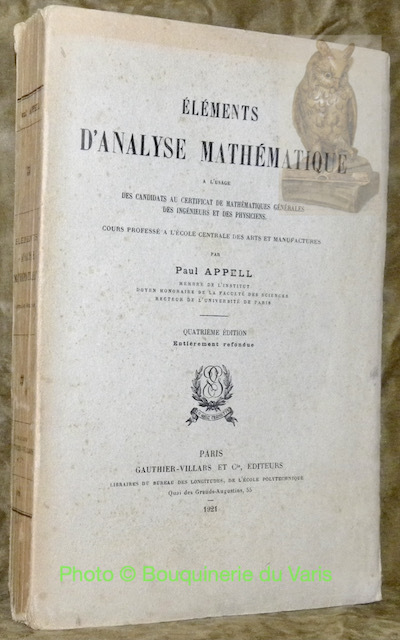 ÉLÉMENTS
D'ANALYSE MATHÉMATIQUE
A L'USAGE
DES CANDIDATS AU CERTIFICAT DE MATHÉMATIQUES GÉNÉRALES
DES INGÉNIEURS ET DES PHYSICIENS.
COURS PROFESSÉ A L'ÉCOLE CENTRALE DES ARTS ET MANUFACTURES
PAR
Paul APPELL
MEMBRE DE L'INSTITUT
DOYEN HONORAIRE DE LA FACULTÉ DES SCIENCES
RECTEUR DE L'UNIVERSITÉ DE PARIS
QUATRIÈME ÉDITION
Entièrement refondue
PARIS
GAUTHIER-VILLARS ET Cie, ÉDITEURS
LIBRAIRES DU BUREAU DES LONGITUDES, DE L'ÉCOLE POLYTECHNIQUE
Quai des Grands-Augustins, 55
1921
Photo © Bouquinerie du Varis